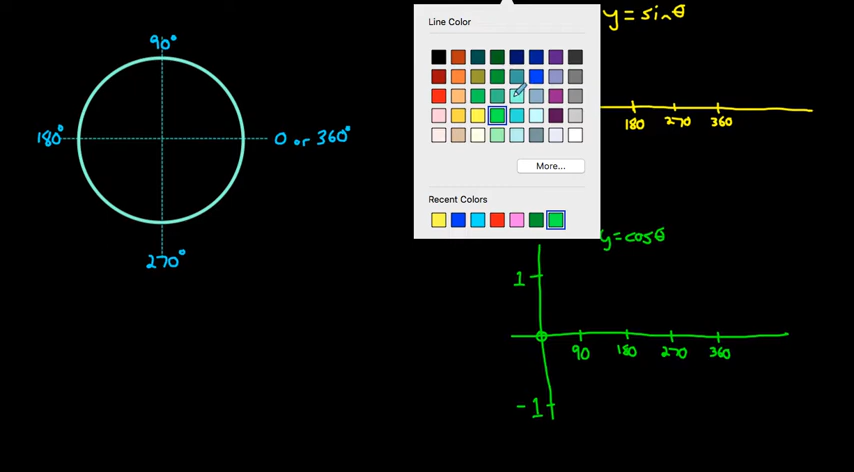 90°
180°
0 or 360°
270°
Line Color
More...
Recent Colors
y = sinθ
180 270 360
y = cosθ
1
90 180 270 360
-1